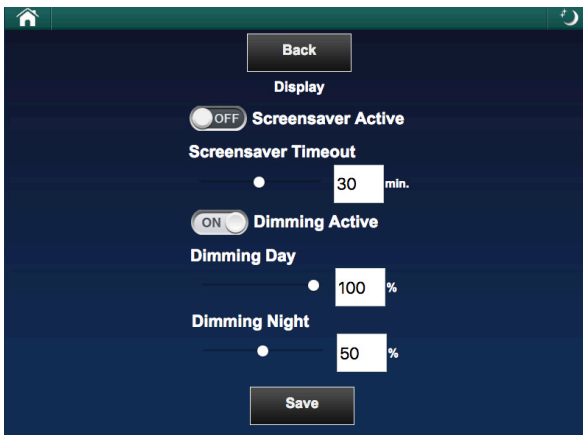 Back
Display
OFF Screensaver Active
Screensaver Timeout
30 min.
ON Dimming Active
Dimming Day
100 %
Dimming Night
50 %
Save